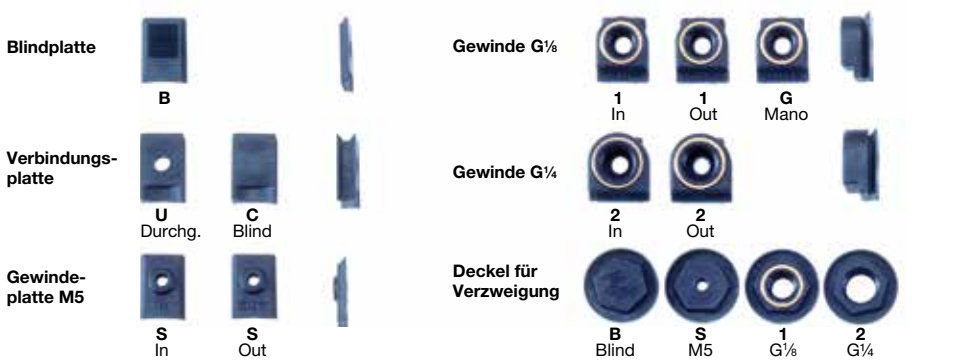 Blindplatte
B
Verbindungs-
platte
U
Durchg.
C
Blind
Gewinde-
platte M5
S
In
S
Out
Gewinde G⅛
1
In
1
Out
G
Mano
Gewinde G¼
2
In
2
Out
Deckel für
Verzweigung
B
Blind
S
M5
1
G⅛
2
G¼